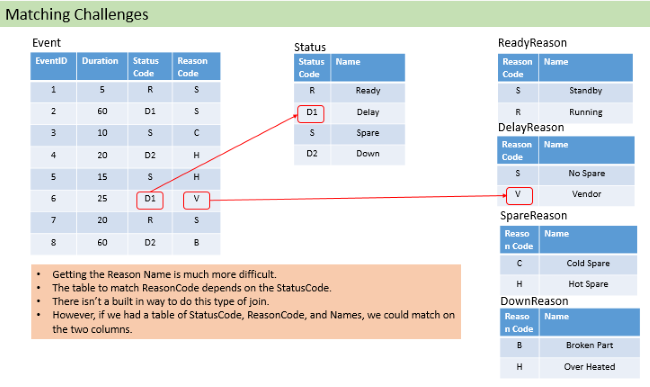 Matching Challenges
Event
EventID Duration Status Code Reason Code
1 5 R S
2 60 D1 S
3 10 S C
4 20 D2 H
5 15 S H
6 25 D1 V
7 20 R S
8 60 D2 B
Status
Status Code Name
R Ready
D1 Delay
S Spare
D2 Down
ReadyReason
Reason Code Name
S Standby
R Running
DelayReason
Reason Code Name
S No Spare
V Vendor
SpareReason
Reaso n Code Name
C Cold Spare
H Hot Spare
DownReason
Reaso n Code Name
B Broken Part
H Over Heated
• Getting the Reason Name is much more difficult.
• The table to match ReasonCode depends on the StatusCode.
• There isn't a built in way to do this type of join.
• However, if we had a table of StatusCode, ReasonCode, and Names, we could match on
the two columns.